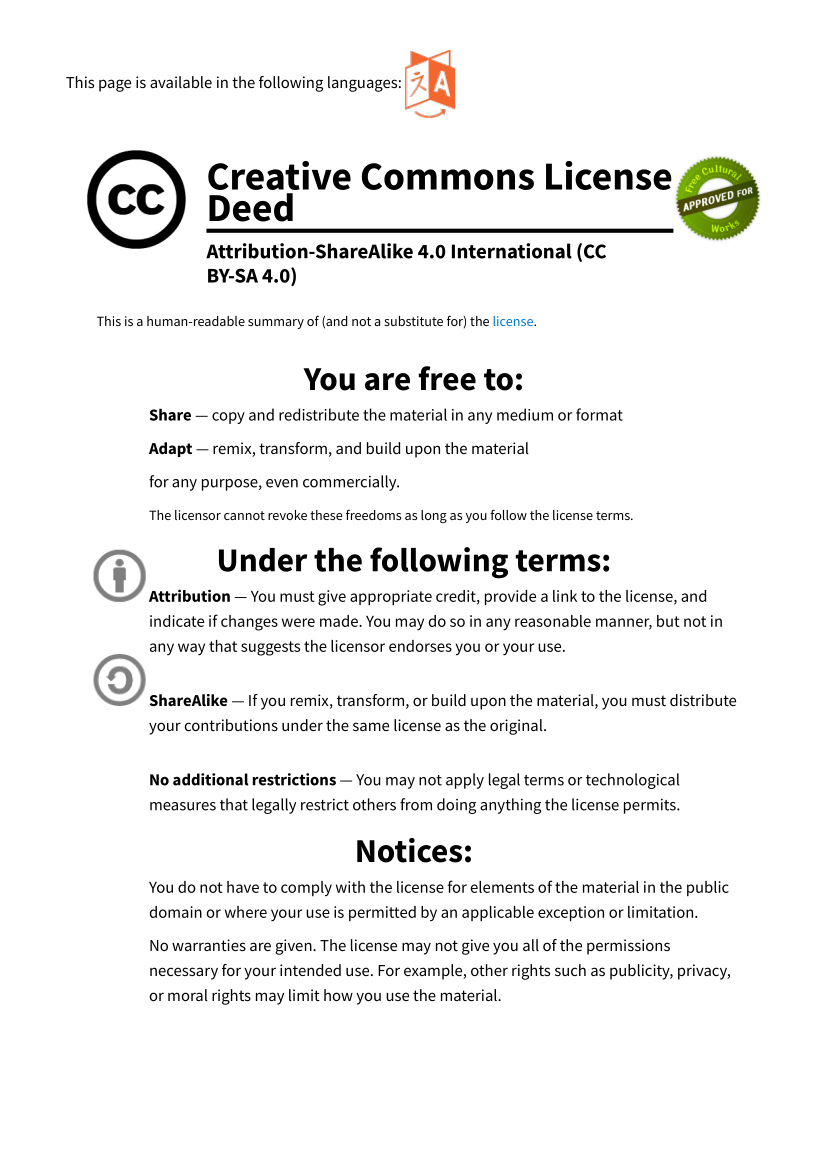 This page is available in the following languages:
Creative Commons License
Deed
Free Cultural
APPROVED FOR
Works
Attribution-ShareAlike 4.0 International (CC
BY-SA 4.0)
This is a human-readable summary of (and not a substitute for) the license.
You are free to:
Share — copy and redistribute the material in any medium or format
Adapt — remix, transform, and build upon the material
for any purpose, even commercially.
The licensor cannot revoke these freedoms as long as you follow the license terms.
Under the following terms:
Attribution — You must give appropriate credit, provide a link to the license, and
indicate if changes were made. You may do so in any reasonable manner, but not in
any way that suggests the licensor endorses you or your use.
ShareAlike — If you remix, transform, or build upon the material, you must distribute
your contributions under the same license as the original.
No additional restrictions — You may not apply legal terms or technological
measures that legally restrict others from doing anything the license permits.
Notices:
You do not have to comply with the license for elements of the material in the public
domain or where your use is permitted by an applicable exception or limitation.
No warranties are given. The license may not give you all of the permissions
necessary for your intended use. For example, other rights such as publicity, privacy,
or moral rights may limit how you use the material.